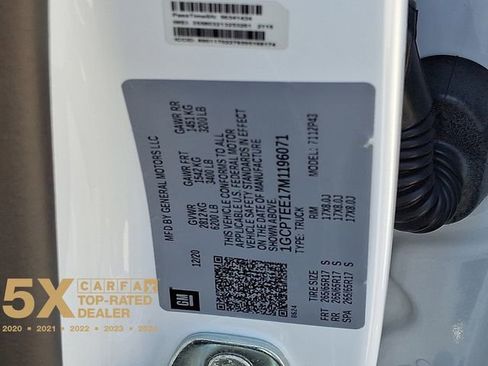 MFD BY GENERAL MOTORS LLC
12/20
GVWR
2812 KG
6200 LB
GAWR FRT
1542 KG
3400 LB
GAWR RR
1451 KG
3200 LB
THIS VEHICLE CONFORMS TO ALL
APPLICABLE U.S. FEDERAL MOTOR
VEHICLE SAFETY STANDARDS IN EFFECT
ON THE DATE OF MANUFACTURE
SHOWN ABOVE.
1GCPTEE17M1196071
TYPE: TRUCK
MODEL: 7112P43
TIRE SIZE
RIM
FRT 265/65R17 S 17X8.0J
RR 265/65R17 S 17X8.0J
SPA 265/65R17 S 17X8.0J
GM
5X
CARFAX
TOP-RATED
DEALER
2020 • 2021 • 2022 • 2023 •